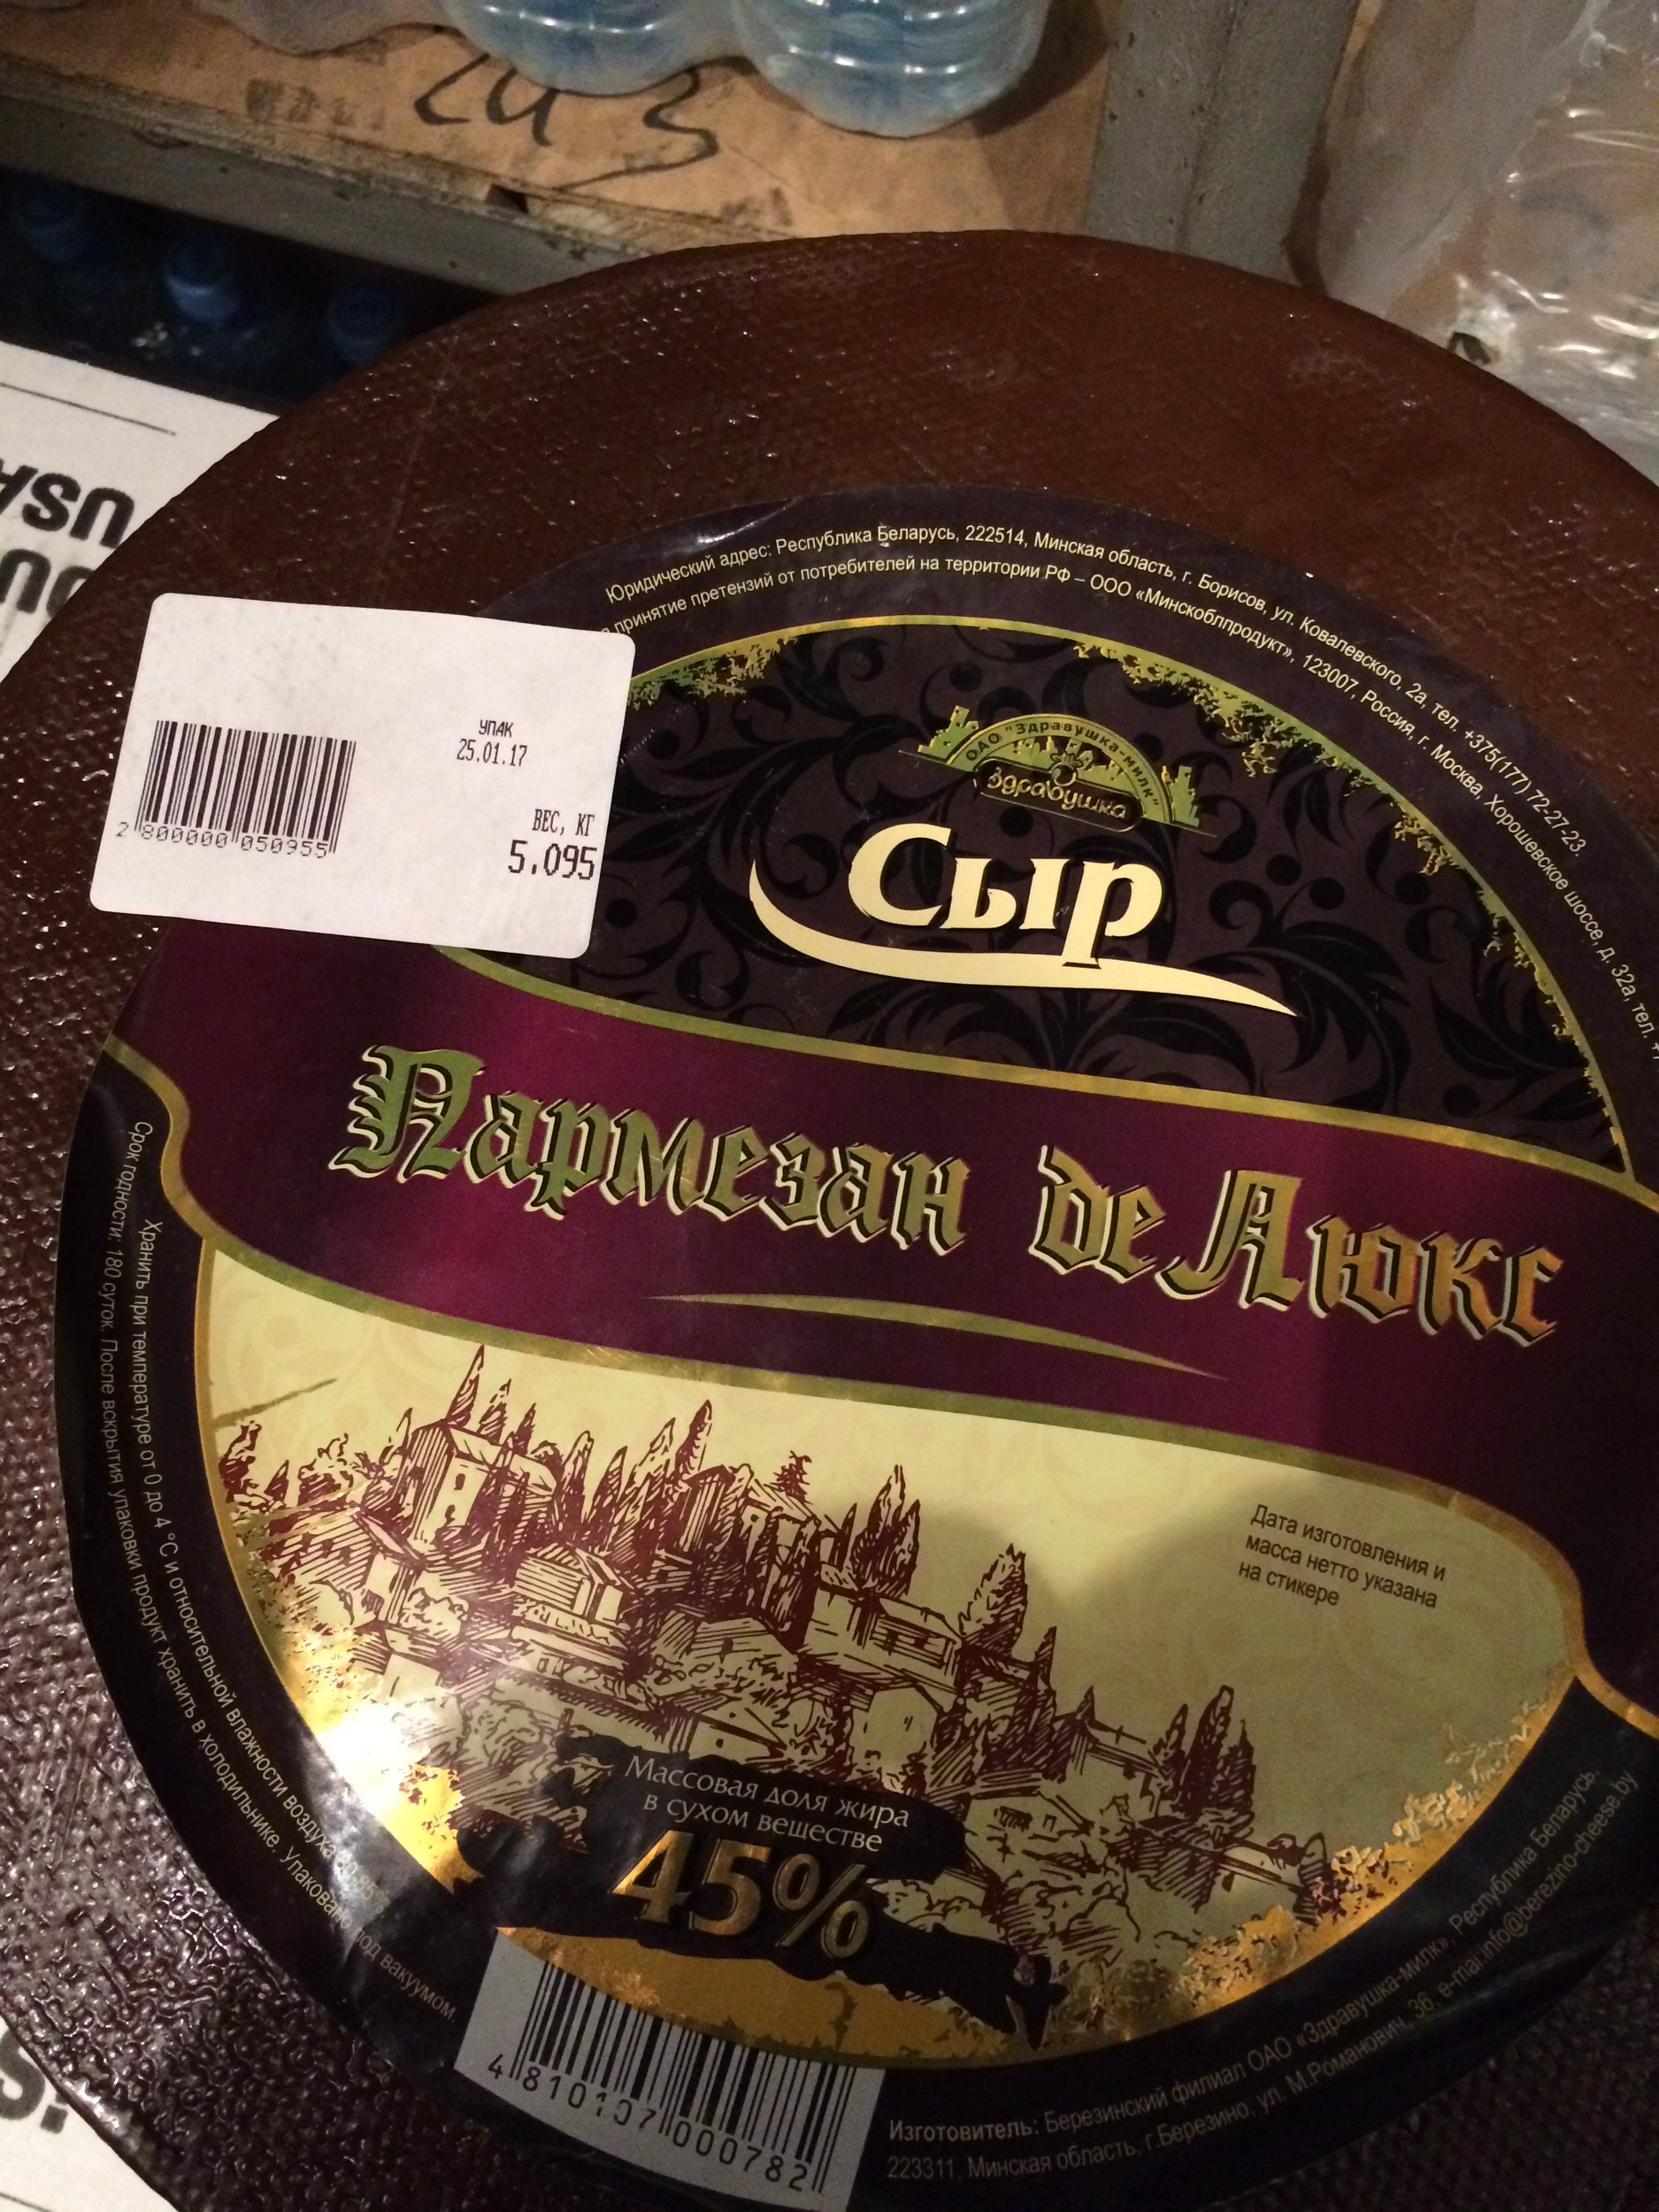 Юридический адрес: Республика Беларусь, 222514, Минская область, г. Борисов, ул. Ковалевского, 2а, тел. +375(177) 72-27-23.
принятие претензий от потребителей на территории РФ – ООО «Минскоблпродукт», 123007, Россия, г. Москва, Хорошевское шоссе, д. 32а, тел.
УПАК
25.01.17
ВЕС, КГ
5.095
2 800000 050955
ОАО "Здравушка-милк"
Здравушка
Сыр
Пармезан де Люкс
Дата изготовления и
масса нетто указана
на стикере
Массовая доля жира
в сухом веществе
45%
Хранить при температуре от 0 до 4 °С и относительной влажности воздуха
Срок годности: 180 суток. После вскрытия упаковки продукт хранить в холодильнике. Упаковано под вакуумом.
4 810107 000782
Изготовитель: Березинский филиал ОАО «Здравушка-милк». Республика Беларусь,
223311, Минская область, г.Березино, ул. М.Романович, 36, e-mai:info@berezino-cheese.by
USA